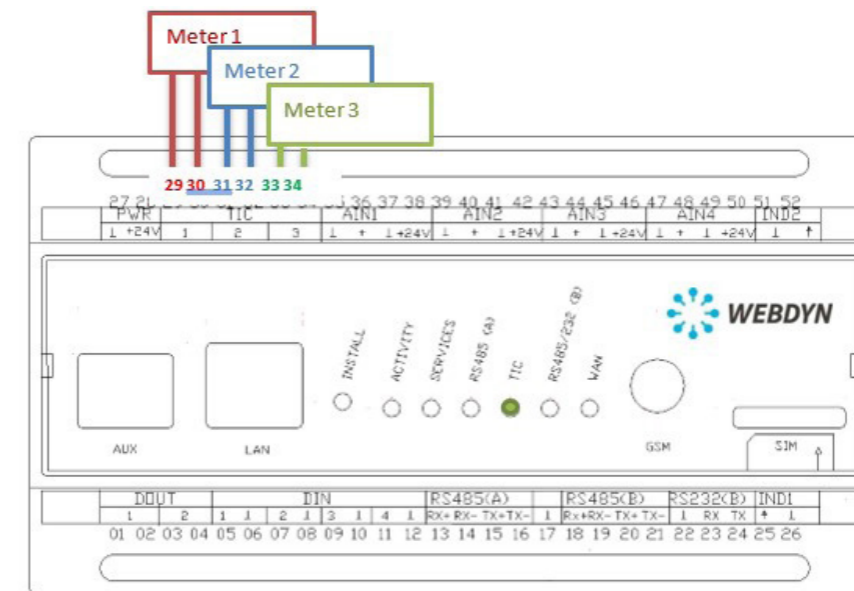 Meter 1
Meter 2
Meter 3
29 30 31 32 33 34
27 36 37 38 39 40 41 42 43 44 45 46 47 48 49 50 51 52
PWR TIC AIN1 AIN2 AIN3 AIN4 IND2
⊥ +24V 1 2 3 ⊥ + ⊥ +24V ⊥ + ⊥ +24V ⊥ + ⊥ +24V ⊥ + ⊥ +24V ⊥ ↑
WEBDYN
INSTALL ACTIVITY SERVICES RS485 (A) TIC RS485/232 (B) WAN
AUX LAN GSM SIM
DOUT DIN RS485(A) RS485(B) RS232(B) IND1
1 2 1 ⊥ 2 ⊥ 3 ⊥ 4 ⊥ RX+ RX- TX+ TX- ⊥ RX+ RX- TX+ TX- ⊥ RX TX ↑ ⊥
01 02 03 04 05 06 07 08 09 10 11 12 13 14 15 16 17 18 19 20 21 22 23 24 25 26